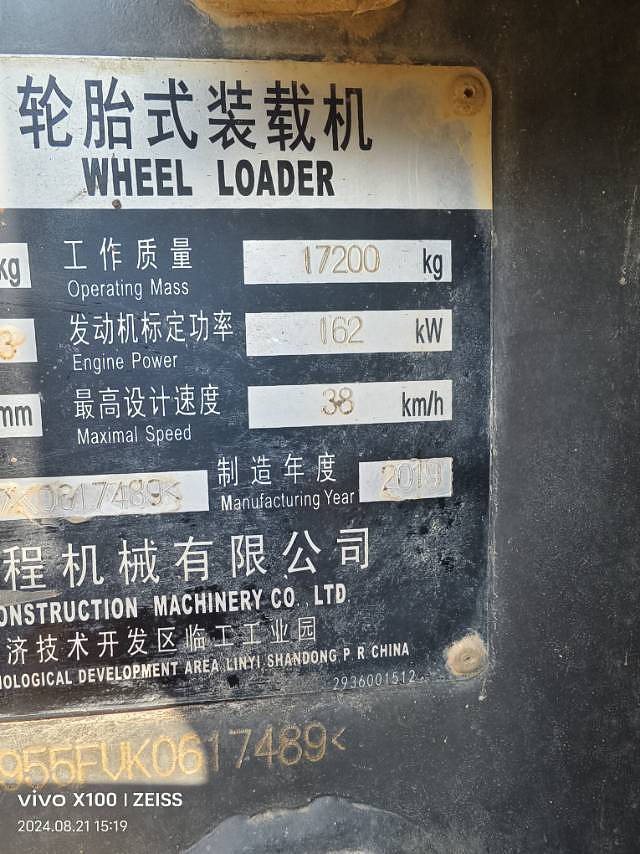 轮胎式装载机
WHEEL LOADER
kg
工作质量
Operating Mass
17200 kg
3
发动机标定功率
Engine Power
162 kW
mm
最高设计速度
Maximal Speed
38 km/h
K0617489<
制造年度
Manufacturing Year
2019
程机械有限公司
ONSTRUCTION MACHINERY CO., LTD
济技术开发区临工工业园
OLOGICAL DEVELOPMENT AREA LINYI SHANDONG P R CHINA
2936001512
955FVK0617489<
vivo X100 | ZEISS
2024.08.21 15:19